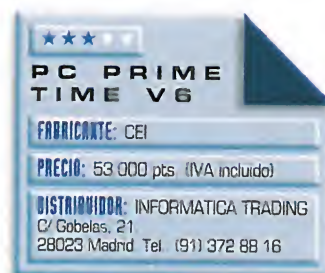 PC PRIME
TIME V6
FABRICANTE: CEI
PRECIO: 53 000 pts. (IVA incluido)
DISTRIBUIDOR: INFORMATICA TRADING
C/ Gobelas, 21.
28023 Madrid. Tel. (91) 372 88 16